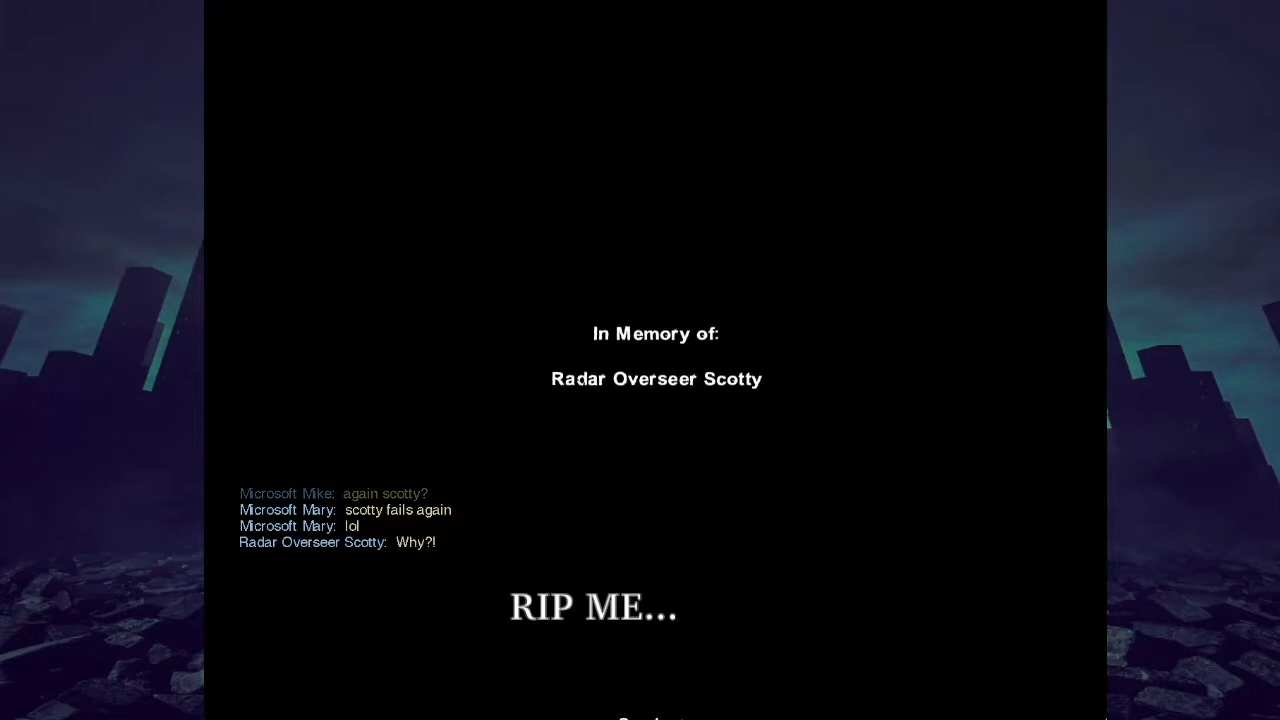 In Memory of:
Radar Overseer Scotty
Microsoft Mike: again scotty?
Microsoft Mary: scotty fails again
Microsoft Mary: lol
Radar Overseer Scotty: Why?!
RIP ME...